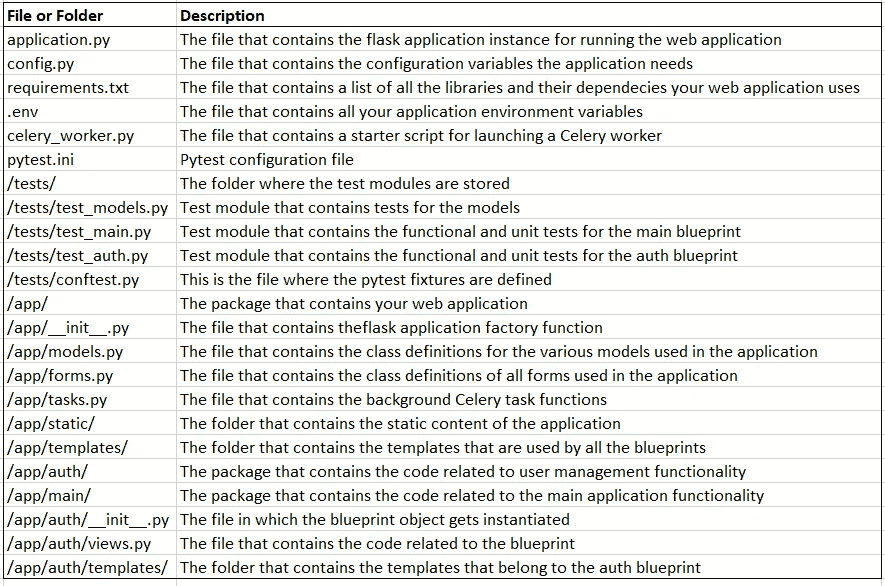 File or Folder Description
application.py The file that contains the flask application instance for running the web application
config.py The file that contains the configuration variables the application needs
requirements.txt The file that contains a list of all the libraries and their dependecies your web application uses
.env The file that contains all your application environment variables
celery_worker.py The file that contains a starter script for launching a Celery worker
pytest.ini Pytest configuration file
/tests/ The folder where the test modules are stored
/tests/test_models.py Test module that contains tests for the models
/tests/test_main.py Test module that contains the functional and unit tests for the main blueprint
/tests/test_auth.py Test module that contains the functional and unit tests for the auth blueprint
/tests/conftest.py This is the file where the pytest fixtures are defined
/app/ The package that contains your web application
/app/__init__.py The file that contains theflask application factory function
/app/models.py The file that contains the class definitions for the various models used in the application
/app/forms.py The file that contains the class definitions of all forms used in the application
/app/tasks.py The file that contains the background Celery task functions
/app/static/ The folder that contains the static content of the application
/app/templates/ The folder that contains the templates that are used by all the blueprints
/app/auth/ The package that contains the code related to user management functionality
/app/main/ The package that contains the code related to the main application functionality
/app/auth/__init__.py The file in which the blueprint object gets instantiated
/app/auth/views.py The file that contains the code related to the blueprint
/app/auth/templates/ The folder that contains the templates that belong to the auth blueprint